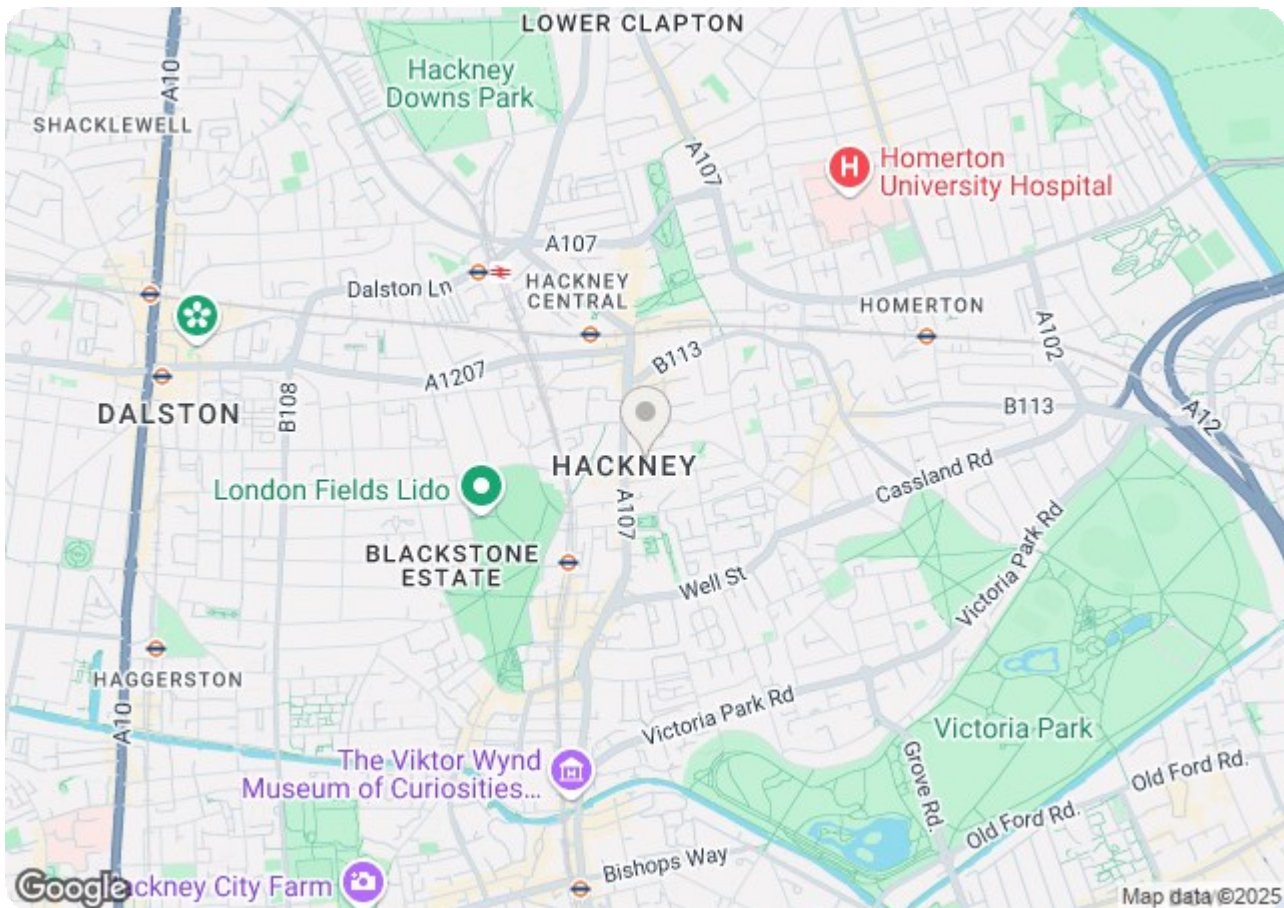 LOWER CLAPTON
A10
Hackney
Downs Park
SHACKLEWELL
A107
H
Homerton
University Hospital
A107
Dalston Ln
HACKNEY
CENTRAL
HOMERTON
A102
B113
A1207
B108
DALSTON
B113
A12
HACKNEY
Cassland Rd
London Fields Lido
A107
BLACKSTONE
ESTATE
Well St
Victoria Park Rd
HAGGERSTON
A10
Victoria Park Rd
Victoria Park
The Viktor Wynd
Museum of Curiosities...
Grove Rd.
Old Ford Rd.
Old Ford Rd.
Bishops Way
Google
ackney City Farm
Map data ©2025